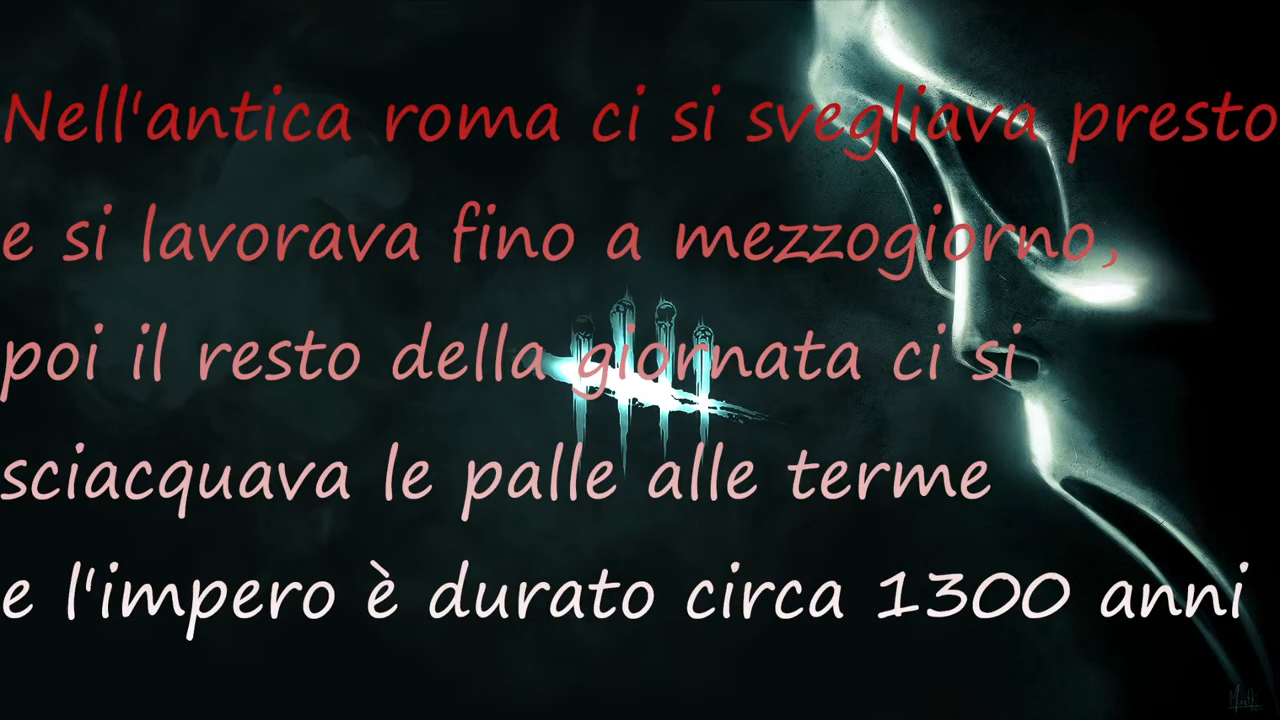 Nell'antica roma ci si svegliava presto
e si lavorava fino a mezzogiorno,
poi il resto della giornata ci si
sciacquava le palle alle terme
e l'impero è durato circa 1300 anni